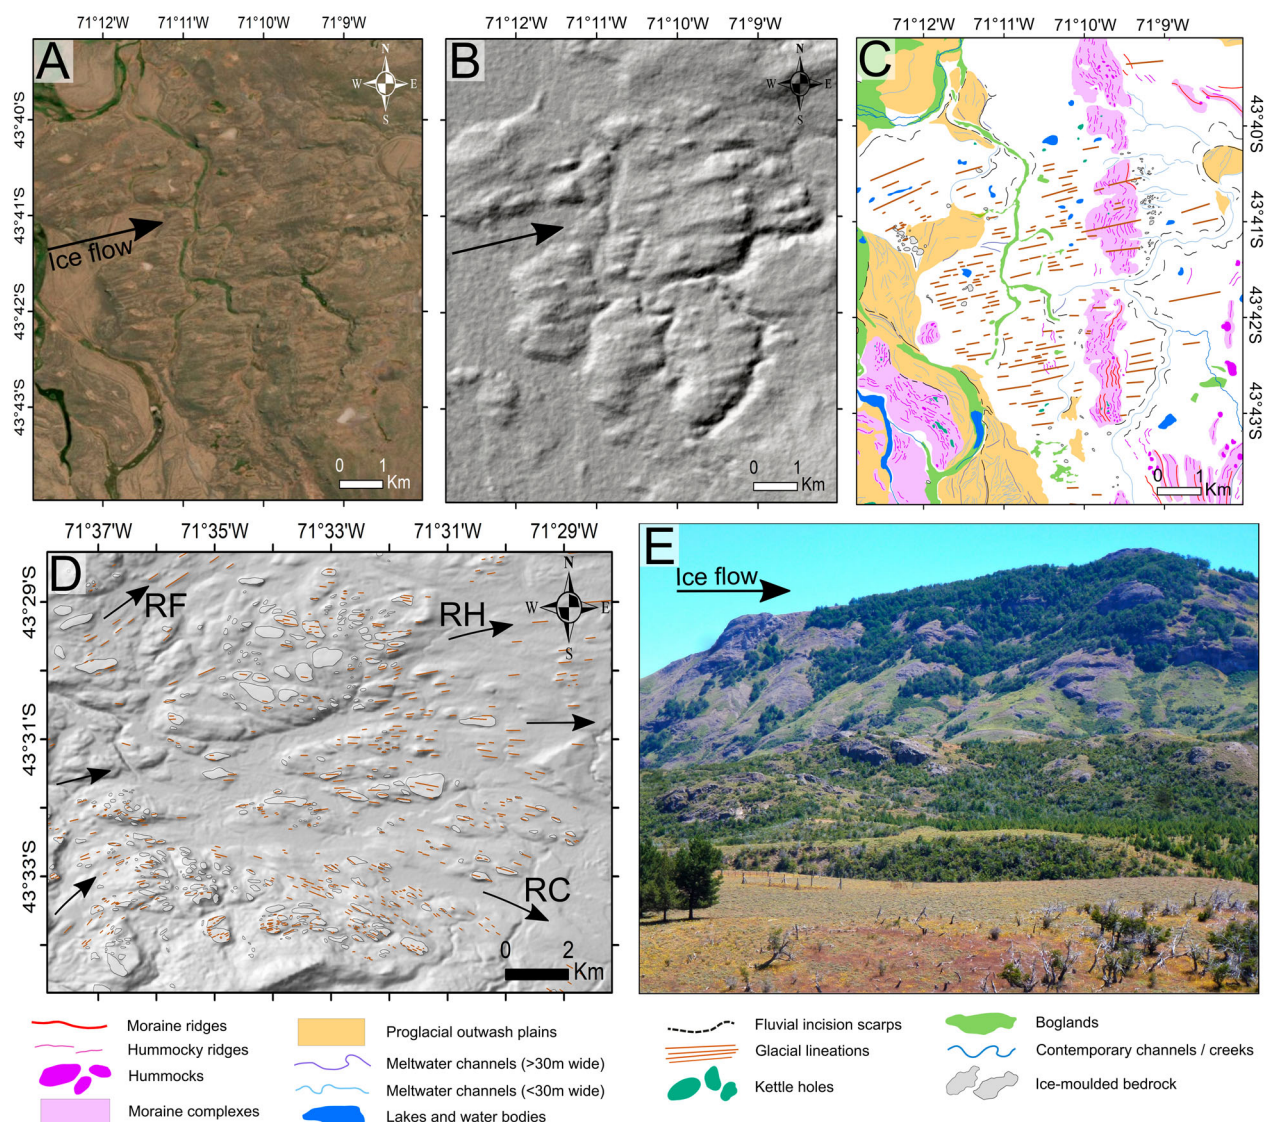 71°12'W 71°11'W 71°10'W 71°9'W
71°12'W 71°11'W 71°10'W 71°9'W
71°12'W 71°11'W 71°10'W 71°9'W
A
N
W E
S
43°40'S
43°41'S
43°42'S
43°43'S
Ice flow
0 1
Km
B
N
W E
S
0 1
Km
C
43°40'S
43°41'S
43°42'S
43°43'S
0 1
Km
71°37'W 71°35'W 71°33'W 71°31'W 71°29'W
D
N
W E
S
43°29'S
43°31'S
43°33'S
RF
RH
RC
0 2
Km
E
Ice flow
Moraine ridges
Hummocky ridges
Hummocks
Moraine complexes
Proglacial outwash plains
Meltwater channels (>30m wide)
Meltwater channels (<30m wide)
Lakes and water bodies
Fluvial incision scarps
Glacial lineations
Kettle holes
Boglands
Contemporary channels / creeks
Ice-moulded bedrock